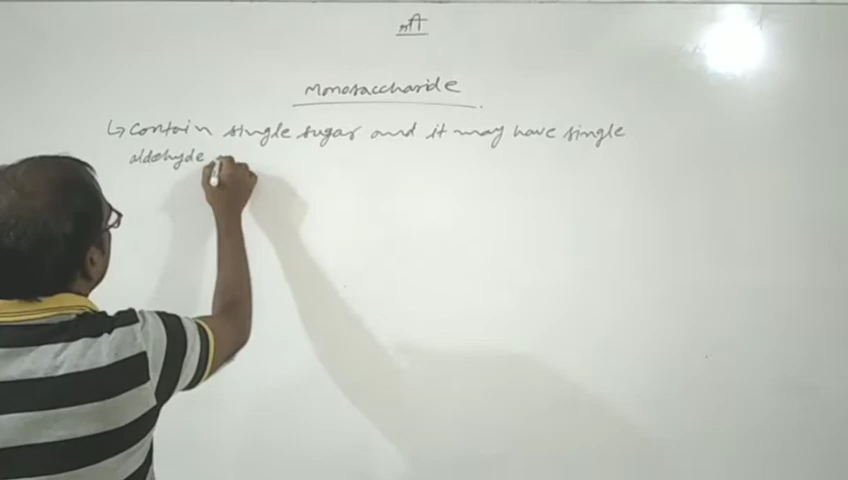 Monosaccharide
↳ Contain single sugar and it may have single
aldehyde